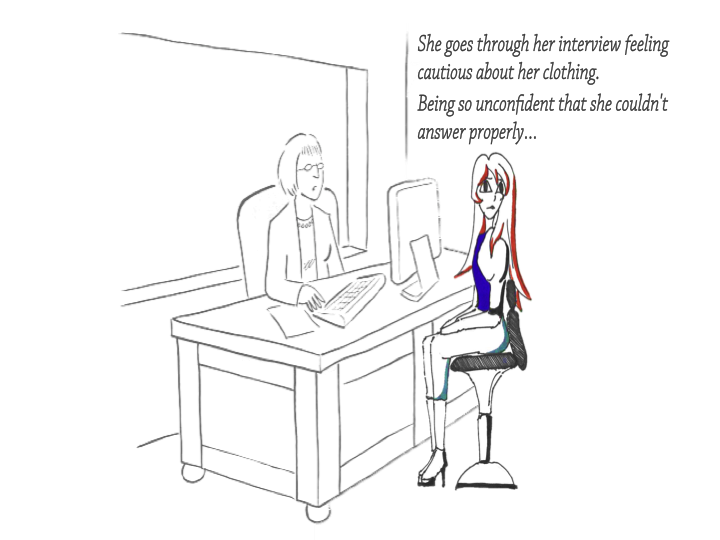 She goes through her interview feeling
cautious about her clothing.
Being so unconfident that she couldn't
answer properly...